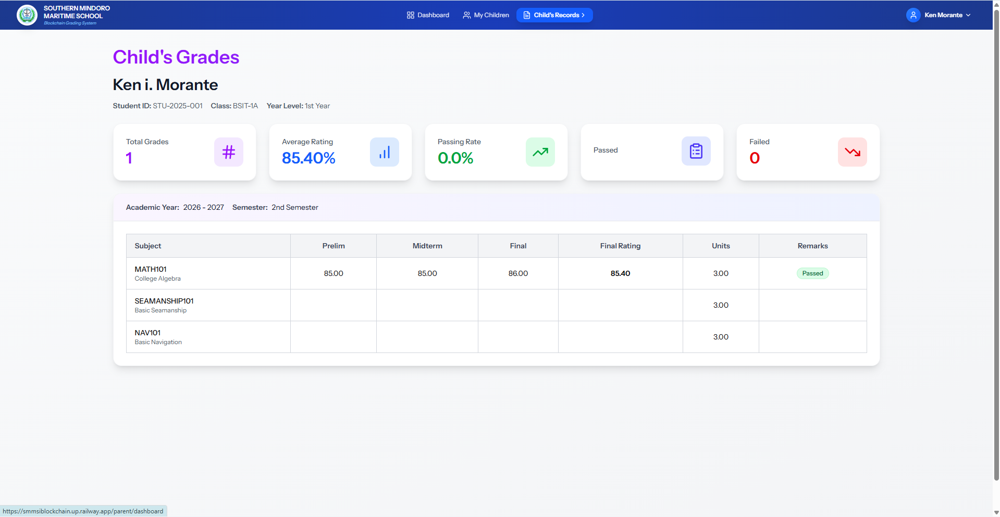 SOUTHERN MINDORO
MARITIME SCHOOL
Blockchain Grading System
Dashboard
My Children
Child's Records
Ken Morante
Child's Grades
Ken i. Morante
Student ID: STU-2025-001 Class: BSIT-1A Year Level: 1st Year
Total Grades
1
Average Rating
85.40%
Passing Rate
0.0%
Passed
Failed
0
Academic Year: 2026 - 2027 Semester: 2nd Semester
Subject Prelim Midterm Final Final Rating Units Remarks
MATH101
College Algebra
85.00 85.00 86.00 85.40 3.00 Passed
SEAMANSHIP101
Basic Seamanship
3.00
NAV101
Basic Navigation
3.00
https://smmsiblockchain.up.railway.app/parent/dashboard